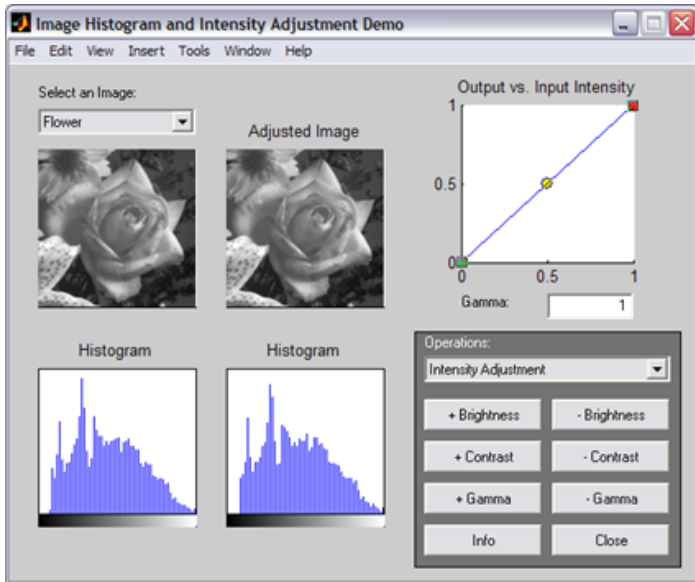 Image Histogram and Intensity Adjustment Demo
File Edit View Insert Tools Window Help
Select an Image:
Flower
Adjusted Image
Output vs. Input Intensity
1
0.5
0
0 0.5 1
Gamma: 1
Histogram
Histogram
Operations:
Intensity Adjustment
+ Brightness - Brightness
+ Contrast - Contrast
+ Gamma - Gamma
Info Close